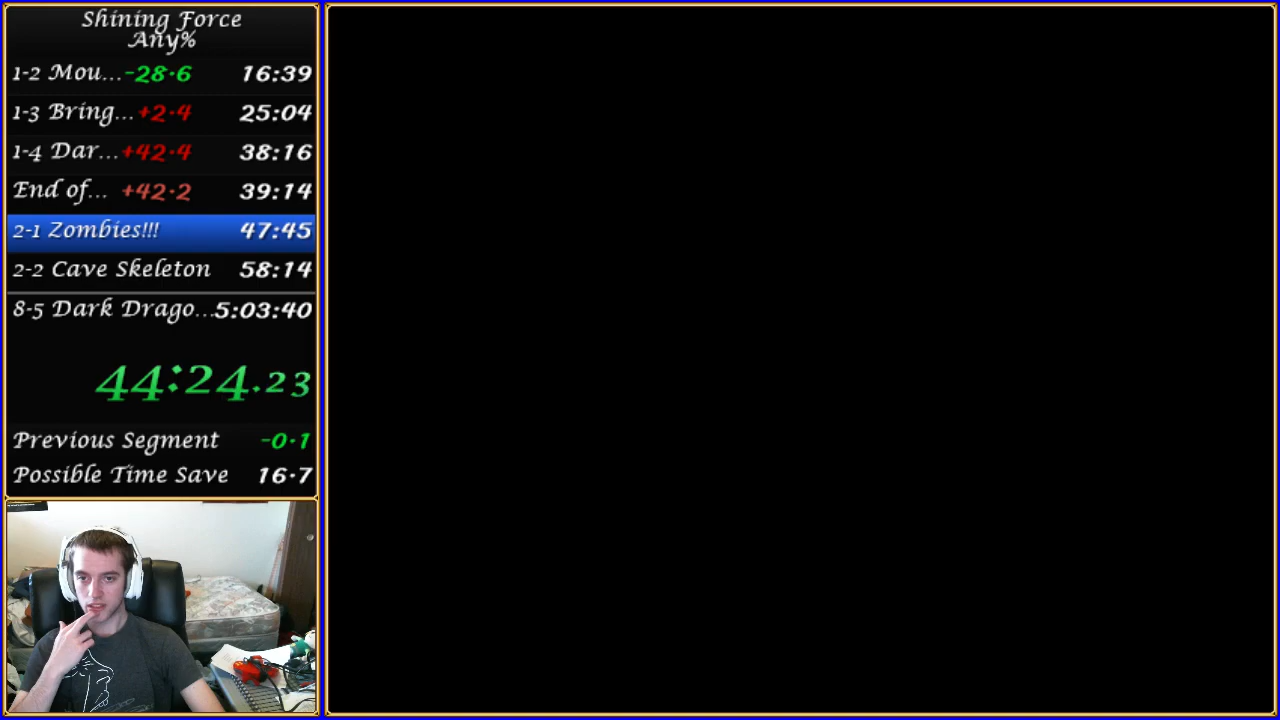 Shining Force
Any%
1-2 Mou... -28.6 16:39
1-3 Bring... +2.4 25:04
1-4 Dar... +42.4 38:16
End of... +42.2 39:14
2-1 Zombies!!! 47:45
2-2 Cave Skeleton 58:14
8-5 Dark Drago... 5:03:40
44:24.23
Previous Segment -0.1
Possible Time Save 16.7